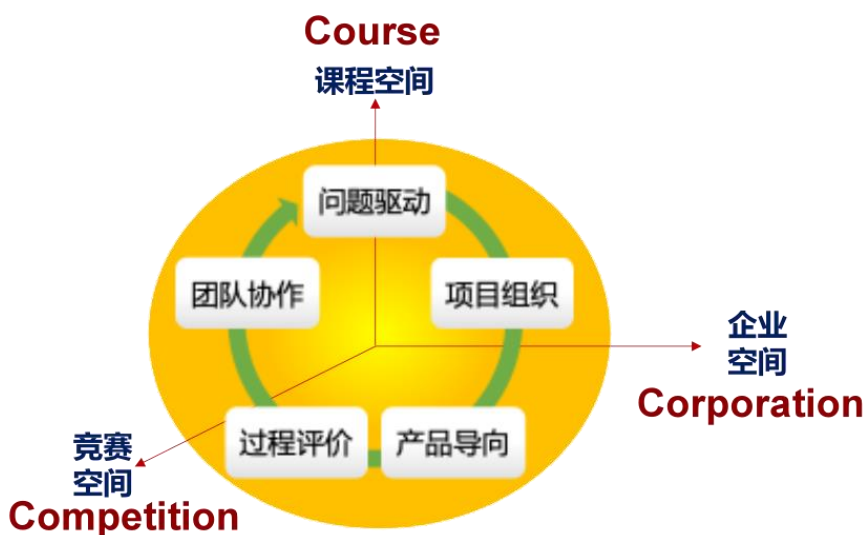 Course
课程空间
问题驱动
团队协作
项目组织
企业
空间
Corporation
过程评价
产品导向
竞赛
空间
Competition